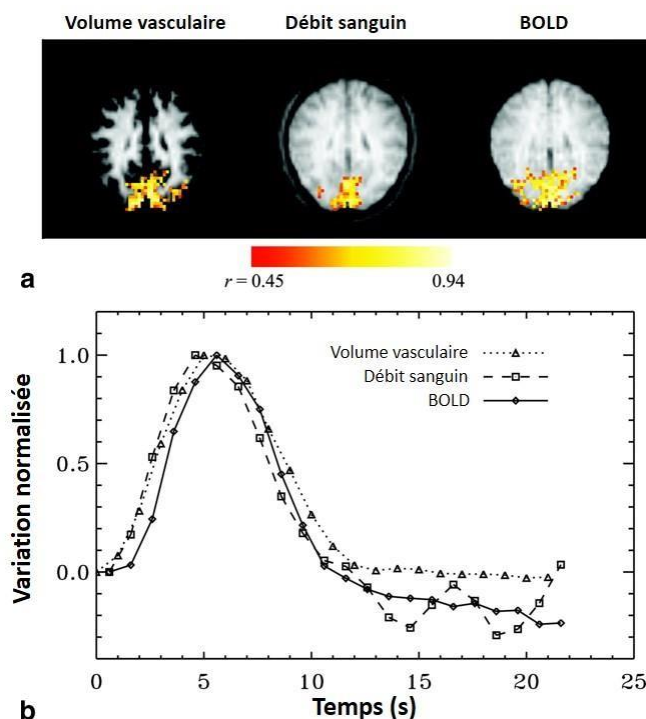 Volume vasculaire Débit sanguin BOLD
r = 0.45 0.94
a
Variation normalisée
1.0
0.5
0.0
Volume vasculaire
Débit sanguin
BOLD
0 5 10 15 20 25
Temps (s)
b